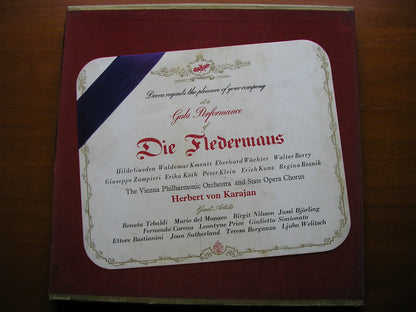 Decca requests the pleasure of your company
at a
Gala Performance
of
Die Fledermaus
Hilde Gueden Waldemar Kmentt Eberhard Wächter Walter Berry
Giuseppe Zampieri Erika Köth Peter Klein Erich Kunz Regina Resnik
The Vienna Philharmonic Orchestra and State Opera Chorus
Herbert von Karajan
Guest Artists
Renata Tebaldi Mario del Monaco Birgit Nilsson Jussi Björling
Fernando Corena Leontyne Price Giulietta Simionato
Ettore Bastianini Joan Sutherland Teresa Berganza Ljuba Welitsch